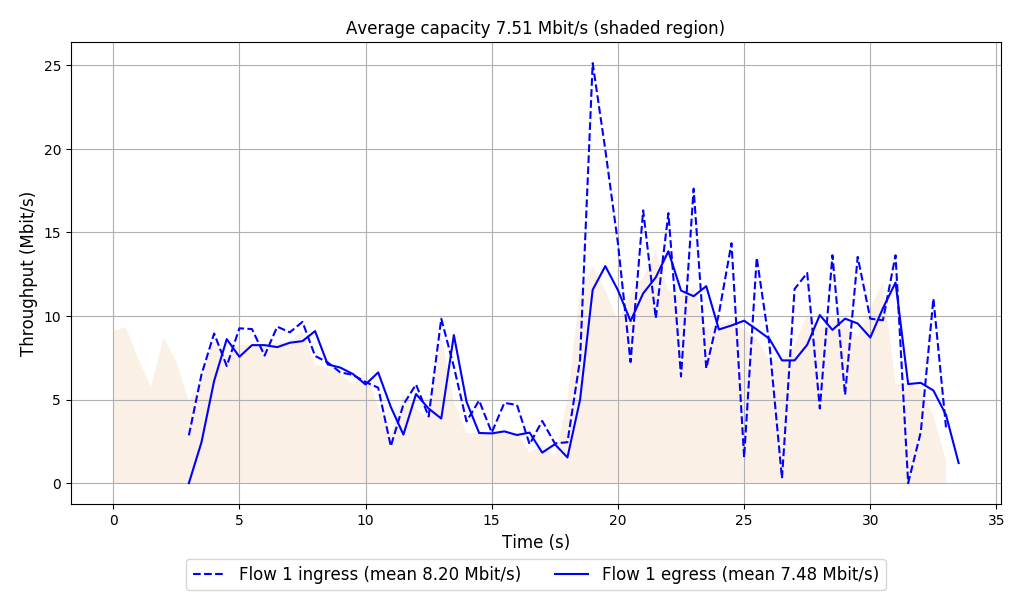 Average capacity 7.51 Mbit/s (shaded region)
Throughput (Mbit/s)
25
20
15
10
5
0
0 5 10 15 20 25 30 35
Time (s)
Flow 1 ingress (mean 8.20 Mbit/s) Flow 1 egress (mean 7.48 Mbit/s)